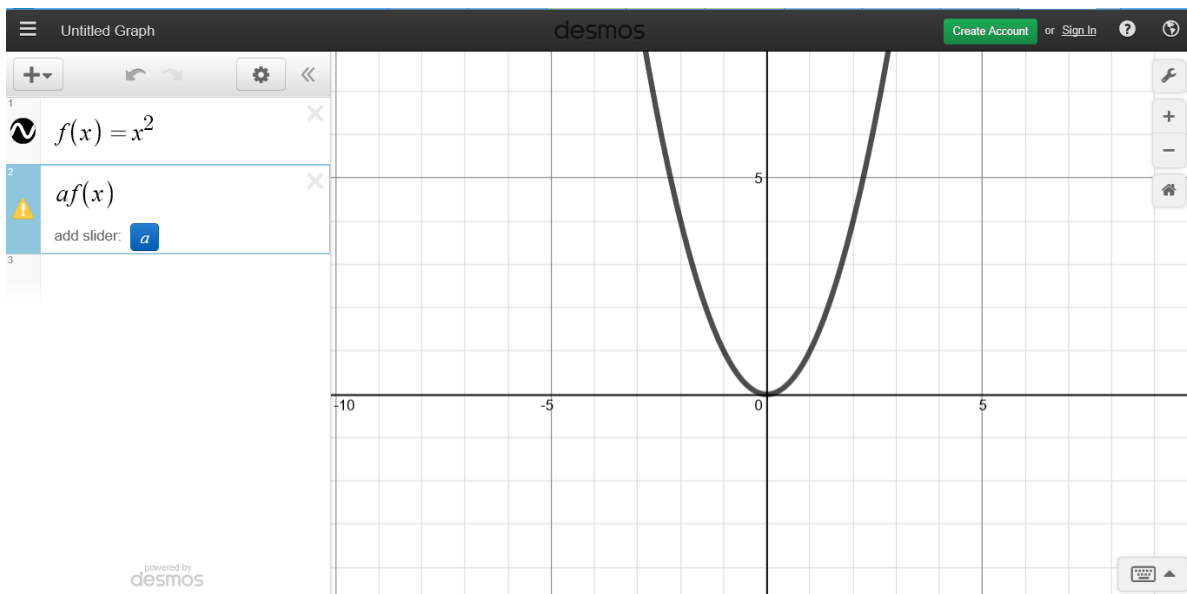 Untitled Graph
desmos
Create Account or Sign In ?
1
f(x) = x²
2
af(x)
add slider: a
3
5
-10 -5 0 5
powered by
desmos